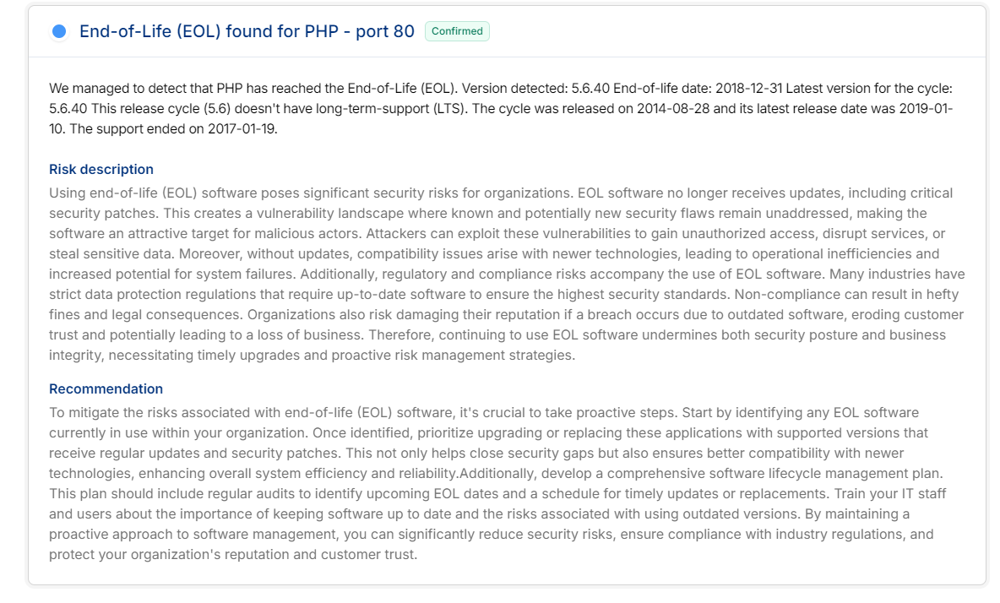 End-of-Life (EOL) found for PHP - port 80 Confirmed
We managed to detect that PHP has reached the End-of-Life (EOL). Version detected: 5.6.40 End-of-life date: 2018-12-31 Latest version for the cycle:
5.6.40 This release cycle (5.6) doesn't have long-term-support (LTS). The cycle was released on 2014-08-28 and its latest release date was 2019-01-
10. The support ended on 2017-01-19.
Risk description
Using end-of-life (EOL) software poses significant security risks for organizations. EOL software no longer receives updates, including critical
security patches. This creates a vulnerability landscape where known and potentially new security flaws remain unaddressed, making the
software an attractive target for malicious actors. Attackers can exploit these vulnerabilities to gain unauthorized access, disrupt services, or
steal sensitive data. Moreover, without updates, compatibility issues arise with newer technologies, leading to operational inefficiencies and
increased potential for system failures. Additionally, regulatory and compliance risks accompany the use of EOL software. Many industries have
strict data protection regulations that require up-to-date software to ensure the highest security standards. Non-compliance can result in hefty
fines and legal consequences. Organizations also risk damaging their reputation if a breach occurs due to outdated software, eroding customer
trust and potentially leading to a loss of business. Therefore, continuing to use EOL software undermines both security posture and business
integrity, necessitating timely upgrades and proactive risk management strategies.
Recommendation
To mitigate the risks associated with end-of-life (EOL) software, it's crucial to take proactive steps. Start by identifying any EOL software
currently in use within your organization. Once identified, prioritize upgrading or replacing these applications with supported versions that
receive regular updates and security patches. This not only helps close security gaps but also ensures better compatibility with newer
technologies, enhancing overall system efficiency and reliability.Additionally, develop a comprehensive software lifecycle management plan.
This plan should include regular audits to identify upcoming EOL dates and a schedule for timely updates or replacements. Train your IT staff
and users about the importance of keeping software up to date and the risks associated with using outdated versions. By maintaining a
proactive approach to software management, you can significantly reduce security risks, ensure compliance with industry regulations, and
protect your organization's reputation and customer trust.